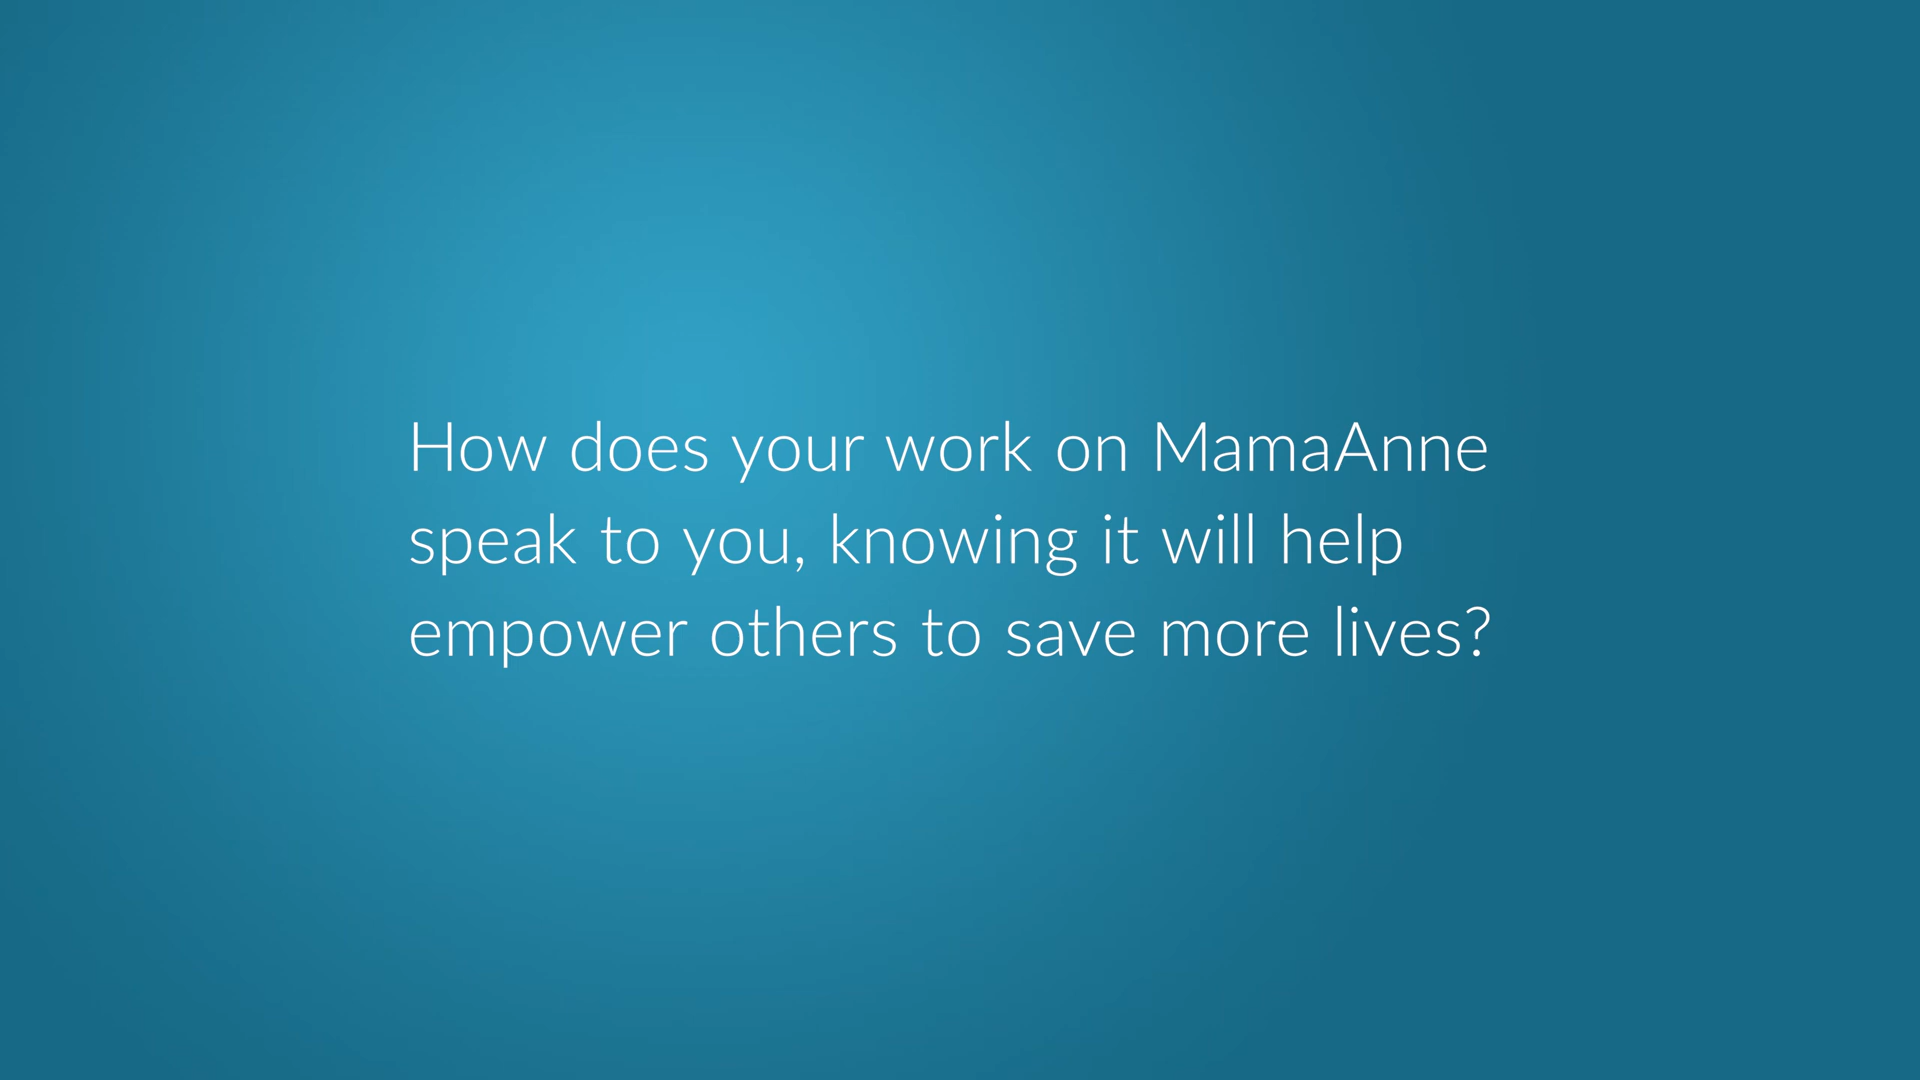 How does your work on MamaAnne
speak to you, knowing it will help
empower others to save more lives?